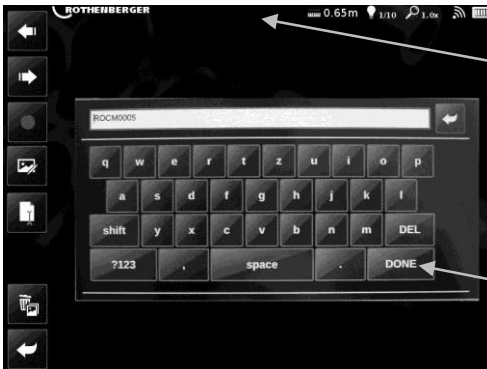 ROTHENBERGER 0.65m 1/10 1.0x
ROCM0005
q w e r t z u i o p
a s d f g h j k l
shift y x c v b n m DEL
?123 , space . DONE